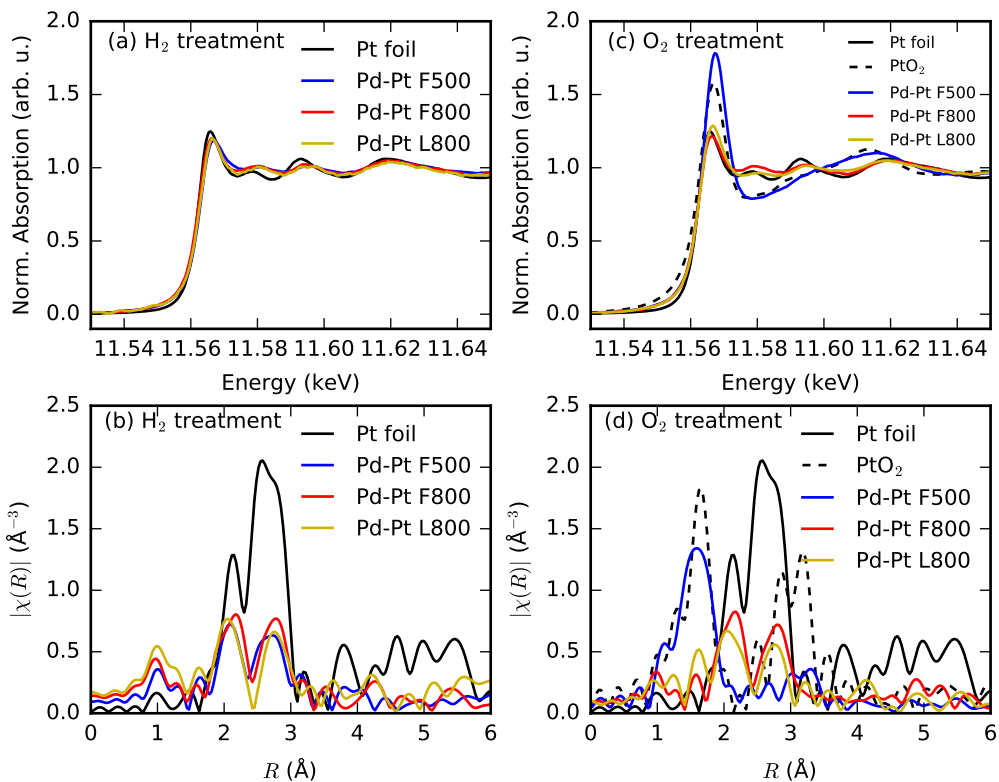 (a) H₂ treatment
Pt foil
Pd-Pt F500
Pd-Pt F800
Pd-Pt L800
2.0
1.5
1.0
0.5
0.0
Norm. Absorption (arb. u.)
11.54 11.56 11.58 11.60 11.62 11.64
Energy (keV)
(c) O₂ treatment
Pt foil
PtO₂
Pd-Pt F500
Pd-Pt F800
Pd-Pt L800
2.0
1.5
1.0
0.5
0.0
Norm. Absorption (arb. u.)
11.54 11.56 11.58 11.60 11.62 11.64
Energy (keV)
(b) H₂ treatment
Pt foil
Pd-Pt F500
Pd-Pt F800
Pd-Pt L800
2.5
2.0
1.5
1.0
0.5
0.0
|χ(R)| (Å⁻³)
0 1 2 3 4 5 6
R (Å)
(d) O₂ treatment
Pt foil
PtO₂
Pd-Pt F500
Pd-Pt F800
Pd-Pt L800
2.5
2.0
1.5
1.0
0.5
0.0
|χ(R)| (Å⁻³)
0 1 2 3 4 5 6
R (Å)